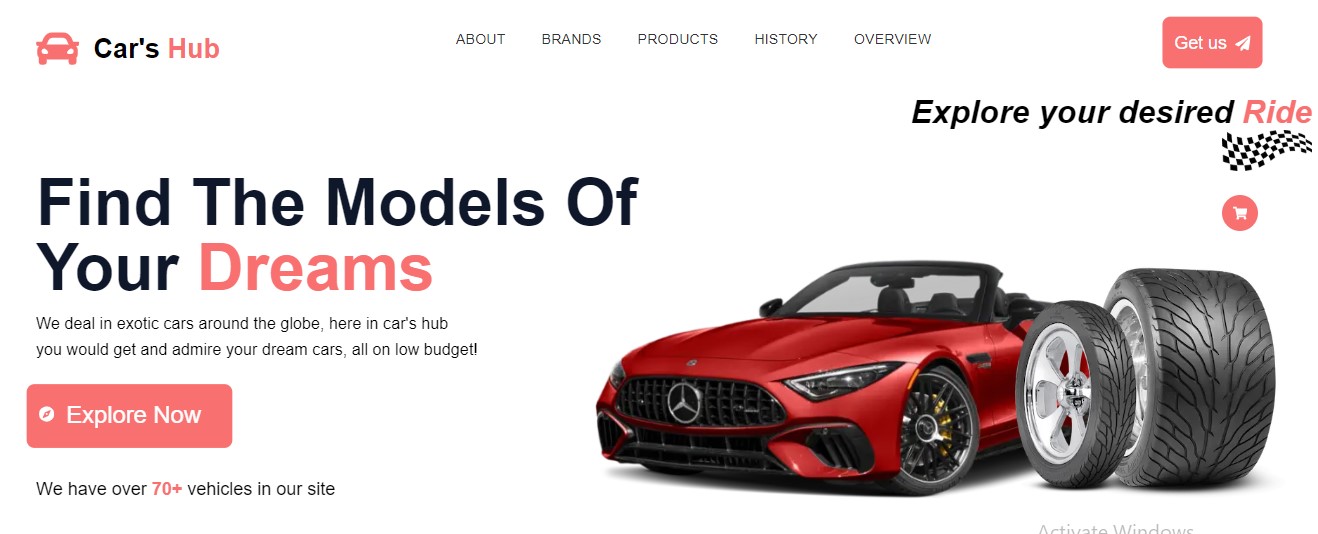 Car's Hub
ABOUT
BRANDS
PRODUCTS
HISTORY
OVERVIEW
Get us
Explore your desired Ride
Find The Models Of
Your Dreams
We deal in exotic cars around the globe, here in car's hub
you would get and admire your dream cars, all on low budget!
Explore Now
We have over 70+ vehicles in our site
Activate Windows